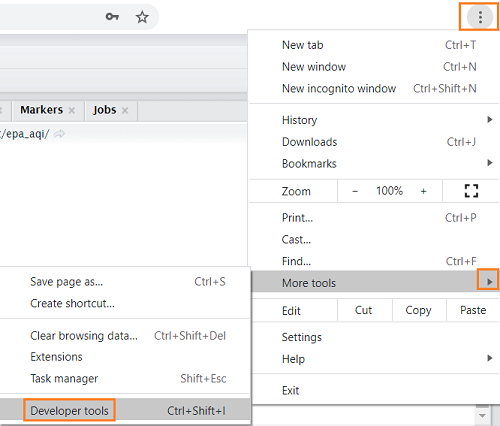 New tab Ctrl+T
New window Ctrl+N
New incognito window Ctrl+Shift+N
Markers × Jobs ×
History
t/epa_aqi/
Downloads Ctrl+J
Bookmarks
Zoom − 100% +
Print... Ctrl+P
Cast...
Find... Ctrl+F
More tools
Save page as... Ctrl+S
Create shortcut...
Edit Cut Copy Paste
Clear browsing data... Ctrl+Shift+Del
Settings
Extensions
Help
Task manager Shift+Esc
Exit
Developer tools Ctrl+Shift+I